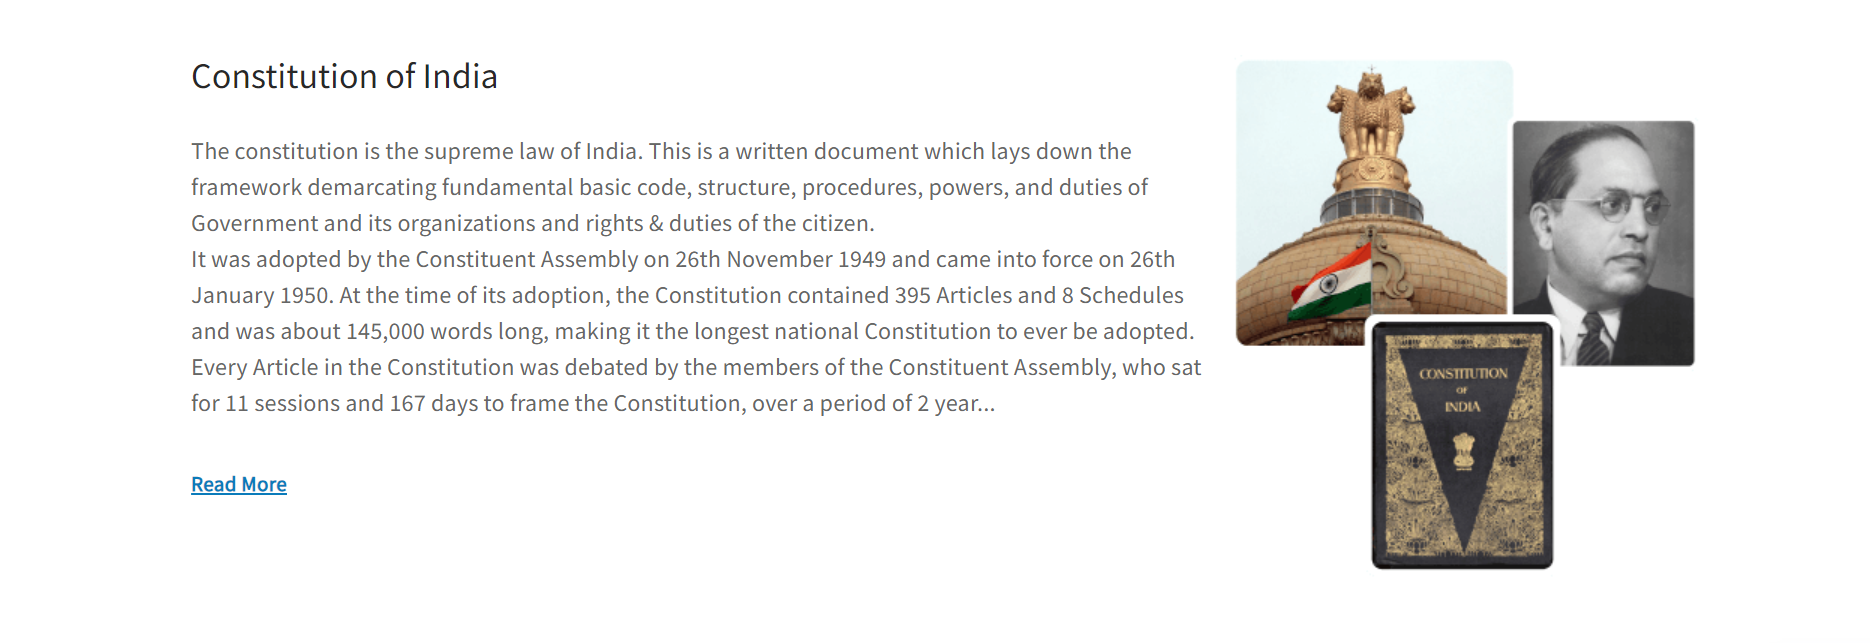 Constitution of India
The constitution is the supreme law of India. This is a written document which lays down the
framework demarcating fundamental basic code, structure, procedures, powers, and duties of
Government and its organizations and rights & duties of the citizen.
It was adopted by the Constituent Assembly on 26th November 1949 and came into force on 26th
January 1950. At the time of its adoption, the Constitution contained 395 Articles and 8 Schedules
and was about 145,000 words long, making it the longest national Constitution to ever be adopted.
Every Article in the Constitution was debated by the members of the Constituent Assembly, who sat
for 11 sessions and 167 days to frame the Constitution, over a period of 2 year...
Read More
CONSTITUTION
OF
INDIA